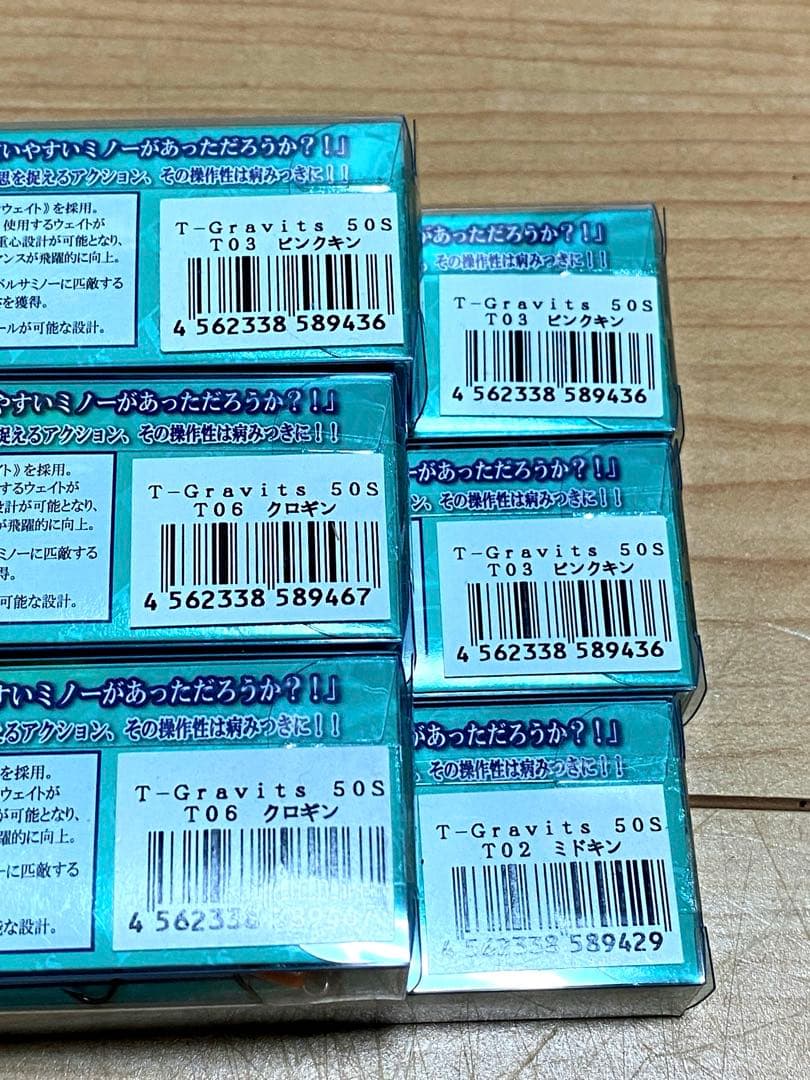 いやすいミノーがあっただろうか?!」
思を捉えるアクション、その操作性は病みつきに!!
ウェイト》を採用。
使用するウェイトが
重心設計が可能となり、
マンスが飛躍的に向上。
バルサミノーに匹敵する
を獲得。
ールが可能な設計。
T-Gravits 50S
T03 ピンクキン
4 562338 589436
があっただろうか?!」
その操作性は病みつきに!!
T-Gravits 50S
T03 ピンクキン
4 562338 589436
やすいミノーがあっただろうか?!」
捉えるアクション、その操作性は病みつきに!!
イト》を採用。
するウェイトが
設計が可能となり、
が飛躍的に向上。
ミノーに匹敵する
得。
可能な設計。
T-Gravits 50S
T06 クロギン
4 562338 589467
ーがあっただろうか?!」
ン、その操作性は病みつきに!!
T-Gravits 50S
T03 ピンクキン
4 562338 589436
すいミノーがあっただろうか?!」
えるアクション、その操作性は病みつきに!!
を採用。
ウェイトが
が可能となり、
飛躍的に向上。
ーに匹敵する
能な設計。
T-Gravits 50S
T06 クロギン
4 562338
があっただろうか?!」
、その操作性は病みつきに!!
T-Gravits 50S
T02 ミドキン
4 562338 589429